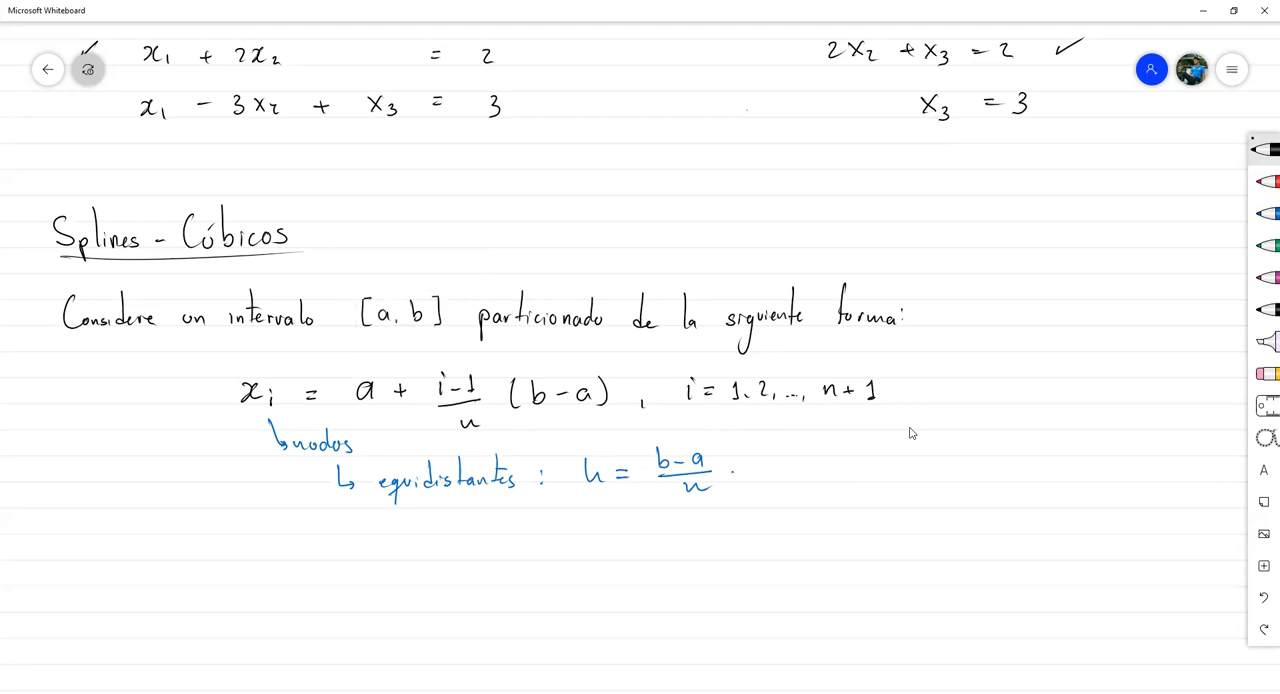 Microsoft Whiteboard
x₁ + 2x₂ = 2
2x₂ + x₃ = 2 ✓
x₁ - 3x₂ + x₃ = 3
x₃ = 3
Splines - Cúbicos
Considere un intervalo [a, b] particionado de la siguiente forma:
xᵢ = a + (i-1)/n (b-a), i = 1, 2, ..., n+1
↳ nodos
↳ equidistantes : h = (b-a)/n .
A